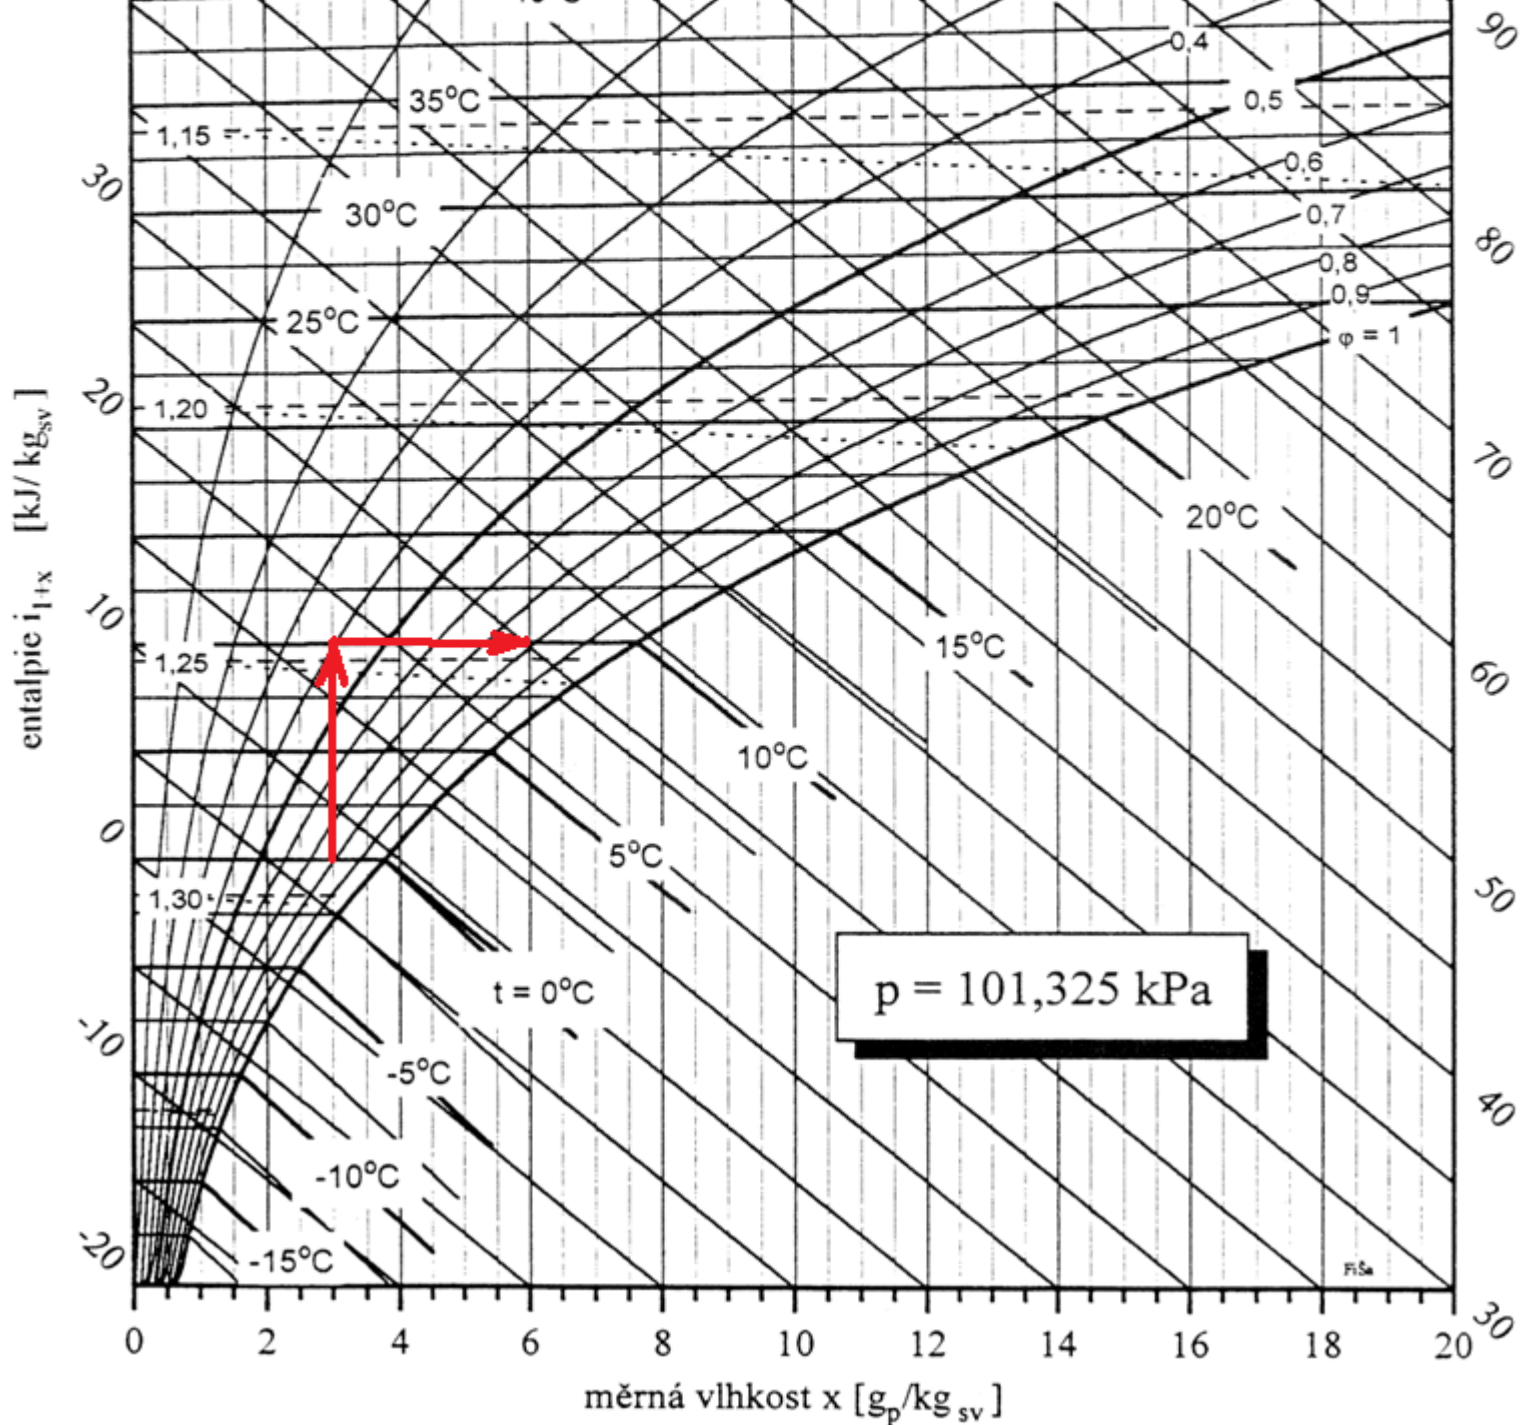 0,4
90
35°C
0,5
1,15
0,6
30
30°C
0,7
80
0,8
0,9
25°C
φ = 1
20
1,20
70
20°C
10
15°C
1,25
60
10°C
0
5°C
1,30
50
t = 0°C
p = 101,325 kPa
-10
-5°C
40
-10°C
-20
-15°C
FiŠa
30
0 2 4 6 8 10 12 14 16 18 20
měrná vlhkost x [gp/kg sv]
entalpie i1+x [kJ/kgsv]